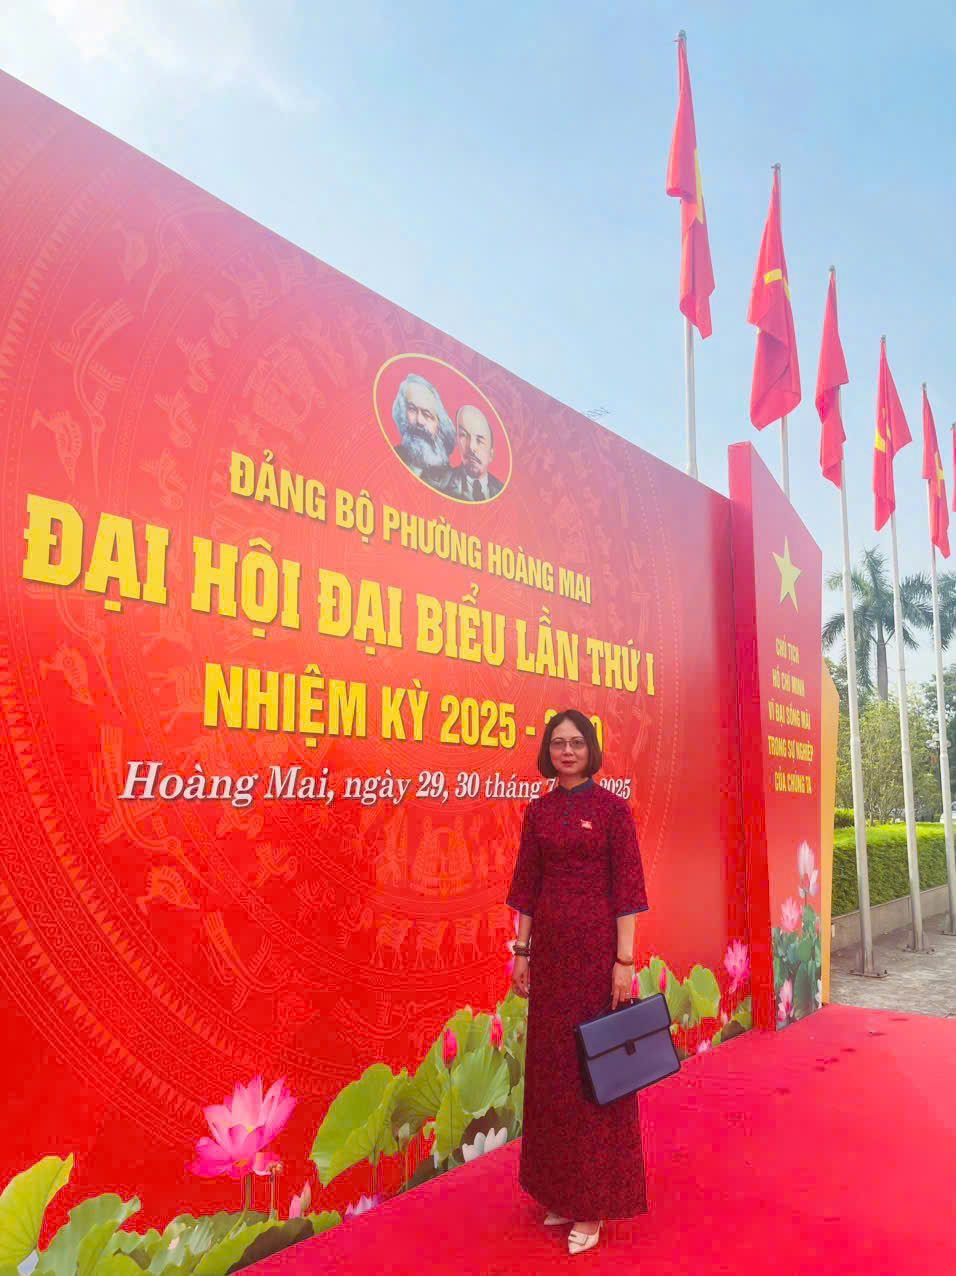 ĐẢNG BỘ PHƯỜNG HOÀNG MAI
ĐẠI HỘI ĐẠI BIỂU LẦN THỨ I
NHIỆM KỲ 2025 -
Hoàng Mai, ngày 29, 30 tháng 2025
CHỦ TỊCH
HỒ CHÍ MINH
VĨ ĐẠI SỐNG MÃI
TRONG SỰ NGHIỆP
CỦA CHÚNG TA